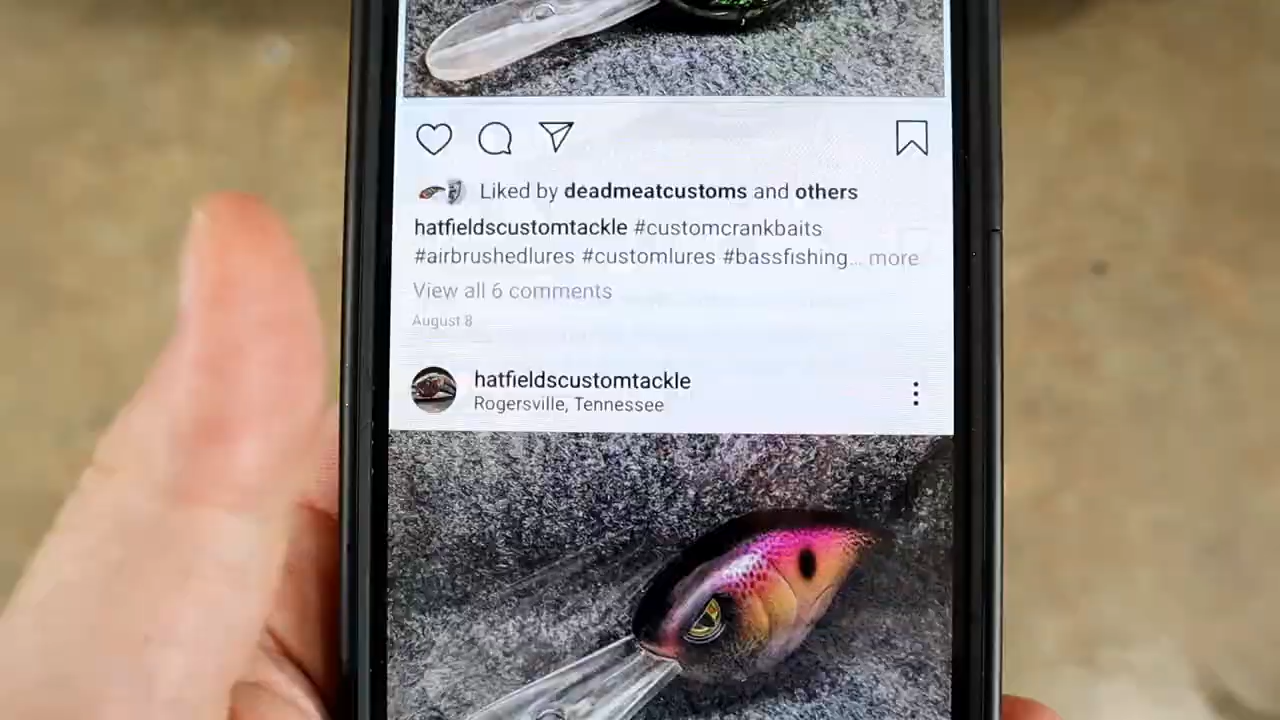 Liked by deadmeatcustoms and others
hatfieldscustomtackle #customcrankbaits
#airbrushedlures #customlures #bassfishing... more
View all 6 comments
August 8
hatfieldscustomtackle
Rogersville, Tennessee